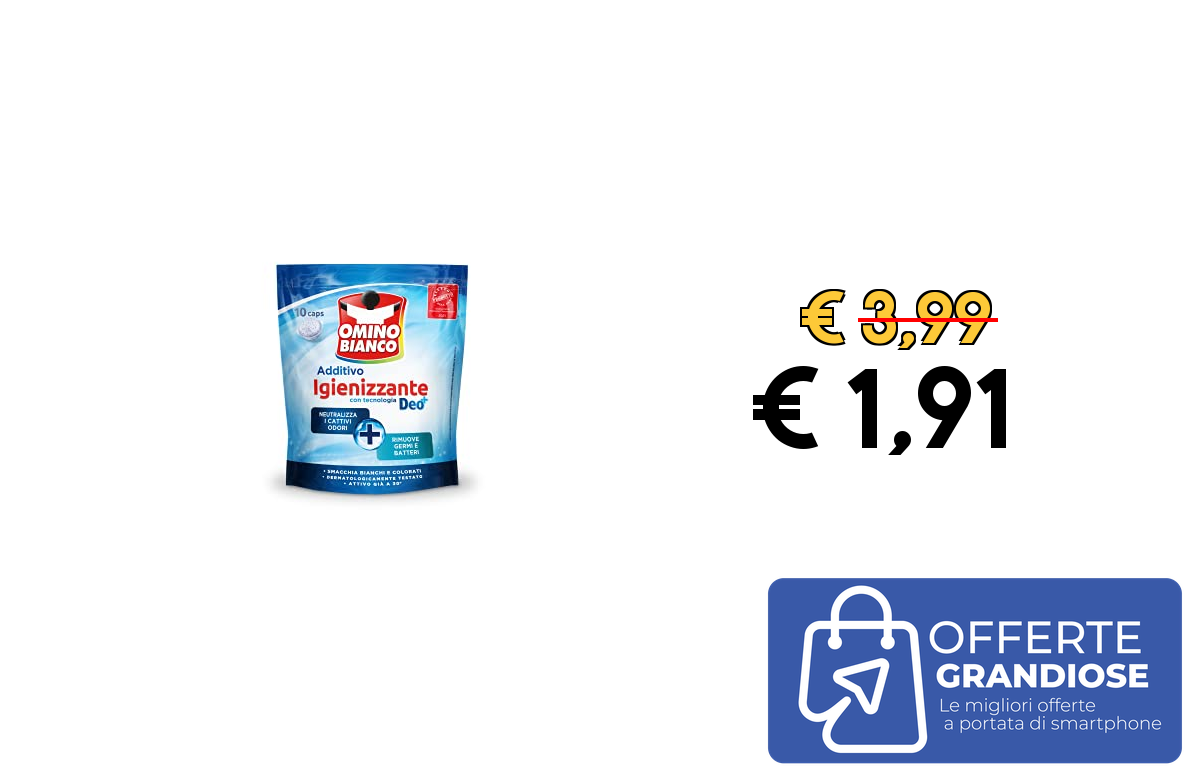 10 caps
OMINO
BIANCO
Additivo
Igienizzante
con tecnologia
Deo+
NEUTRALIZZA
I CATTIVI
ODORI
RIMUOVE
GERMI E
BATTERI
• SMACCHIA BIANCHI E COLORATI
• DERMATOLOGICAMENTE TESTATO
• ATTIVO GIÀ A 20°
€ 3,99
€ 1,91
OFFERTE
GRANDIOSE
Le migliori offerte
a portata di smartphone